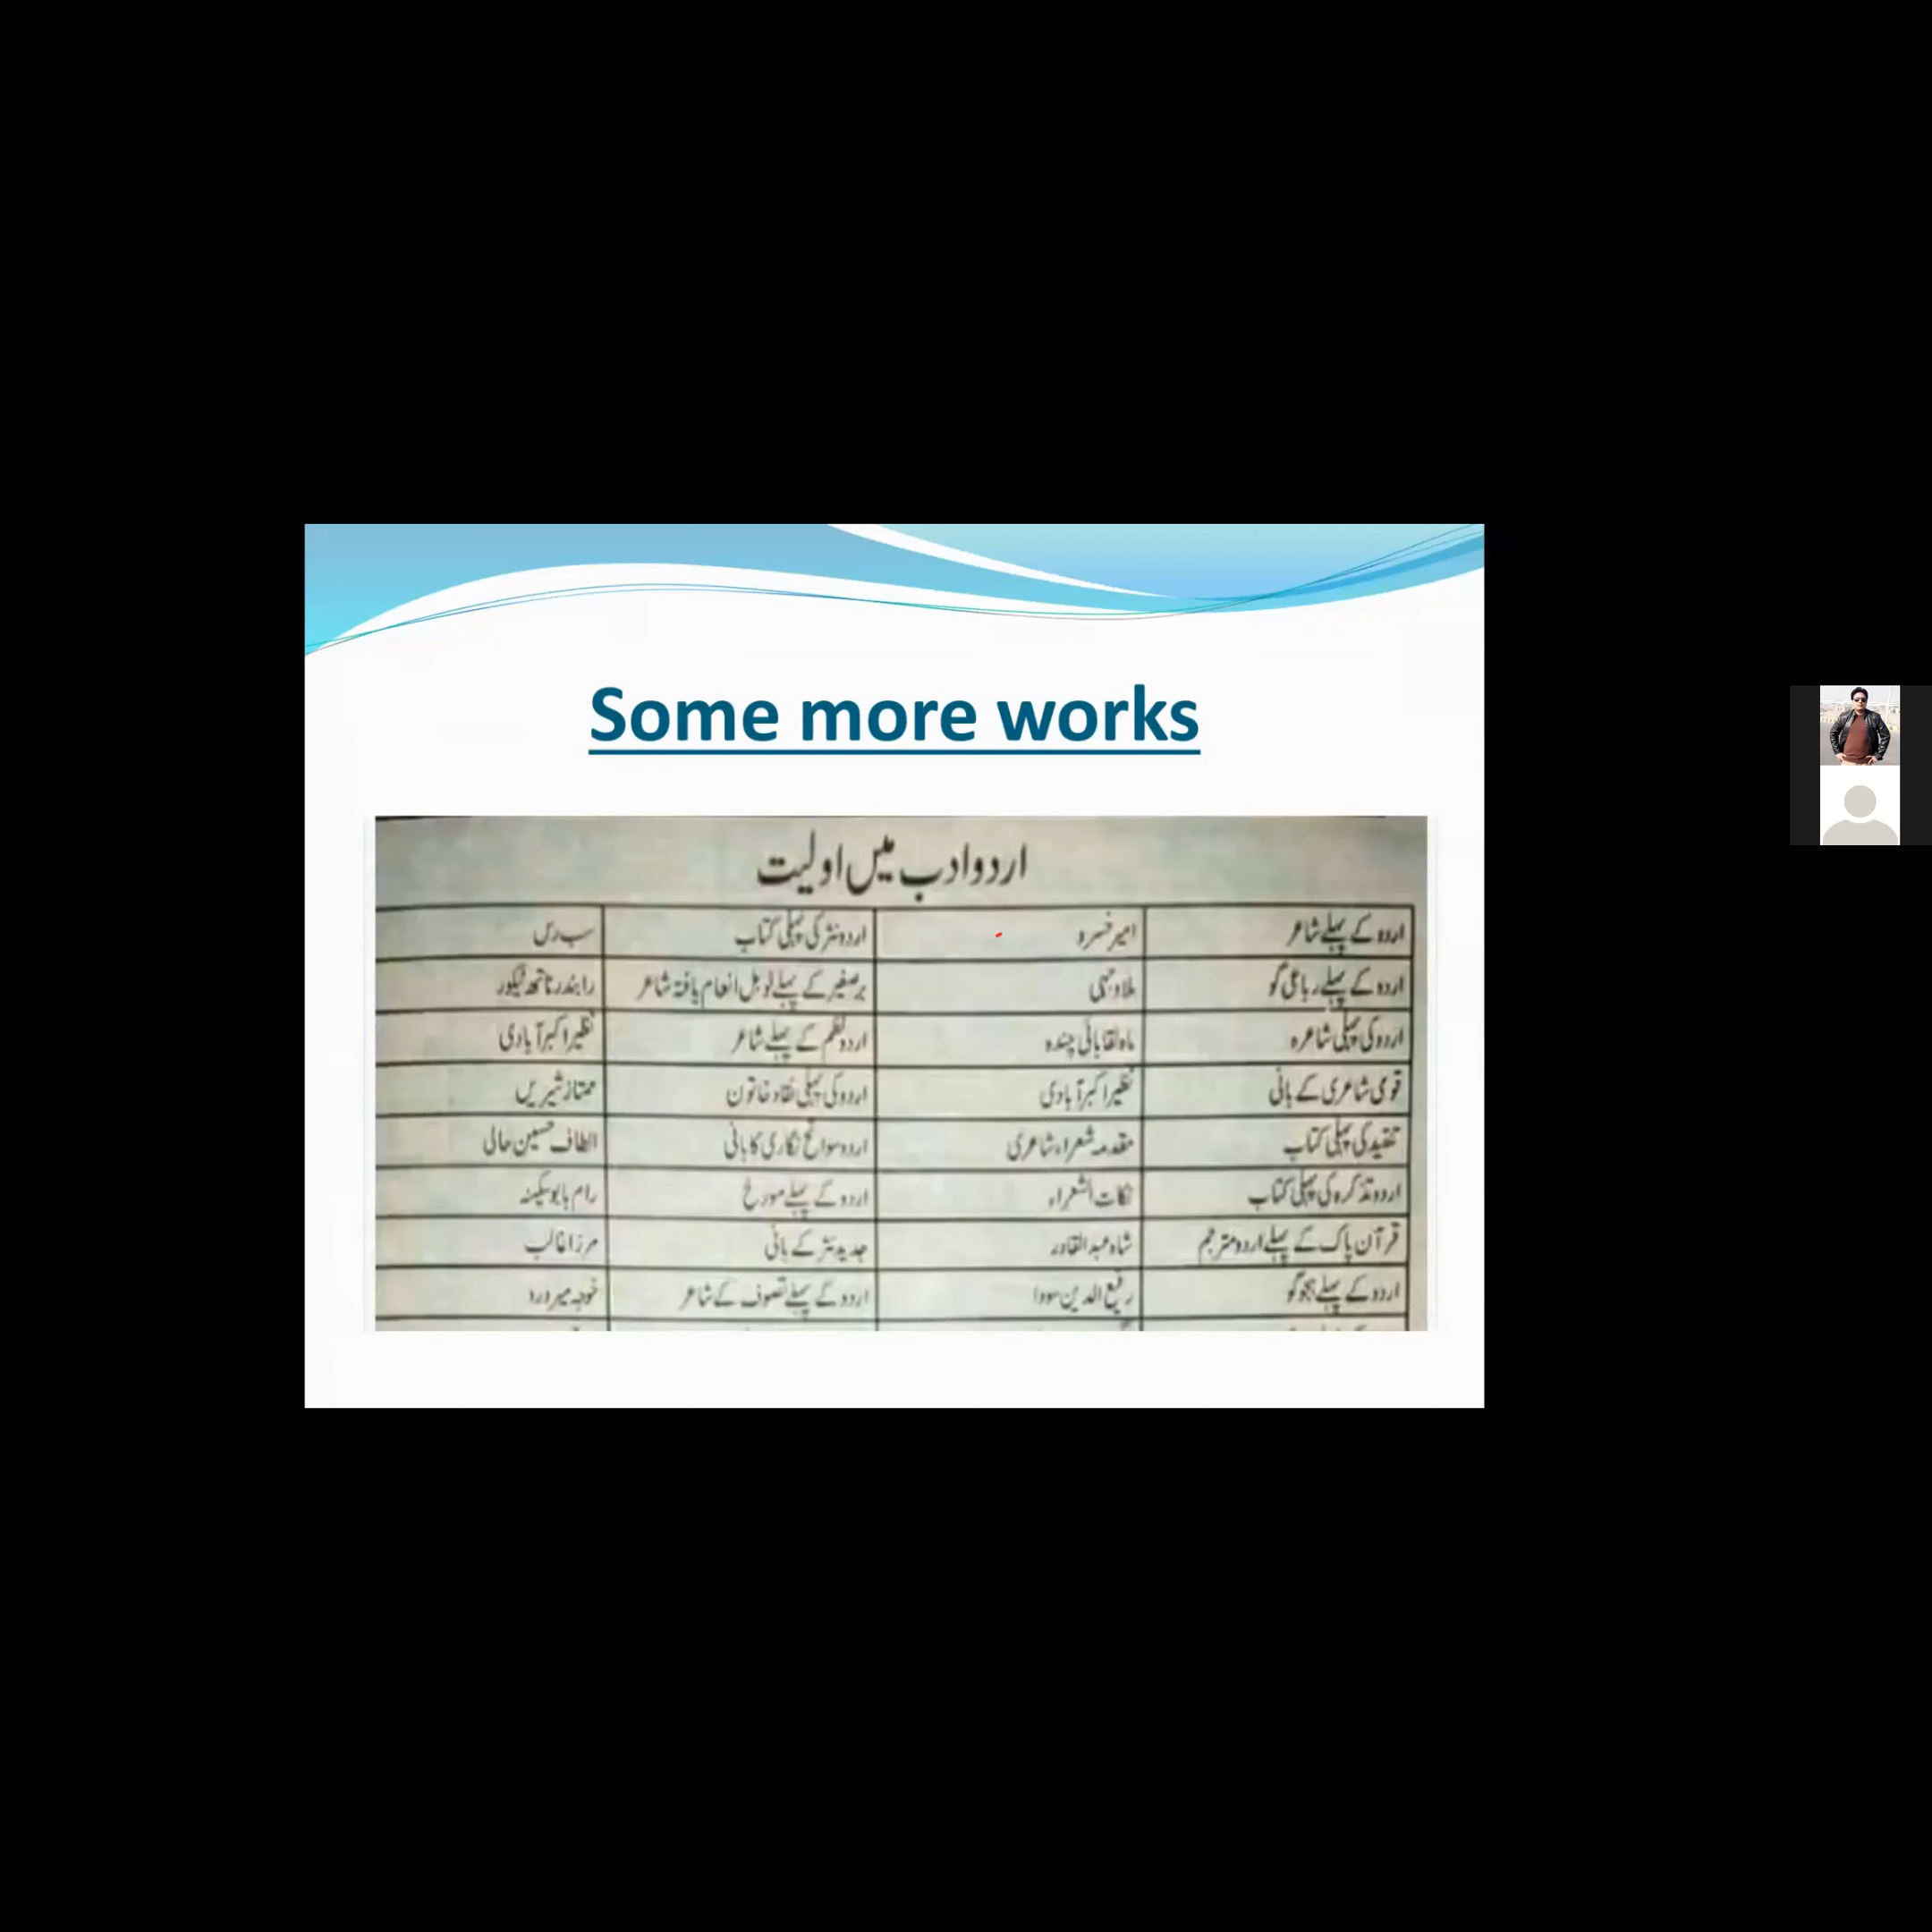 Some more works
اردو ادب میں اولیت
اردو کے پہلے شاعر امیر خسرو اردو نثر کی پہلی کتاب سب رس
اردو کے پہلے رباعی گو ملا وجہی برصغیر کے پہلے نوبل انعام یافتہ شاعر رابندر ناتھ ٹیگور
اردو کی پہلی شاعرہ ماہ لقا بائی چندہ اردو نظم کے پہلے شاعر نظیر اکبر آبادی
قومی شاعری کے بانی نظیر اکبر آبادی اردو کی پہلی نقاد خاتون ممتاز شیریں
تنقید کی پہلی کتاب مقدمہ شعراء شاعری اردو سوانح نگاری کا بانی الطاف حسین حالی
اردو تذکرہ کی پہلی کتاب نکات الشعراء اردو کے پہلے مورخ رام بابو سکسینہ
قرآن پاک کے پہلے اردو مترجم شاہ عبدالقادر جدید نثر کے بانی مرزا غالب
اردو کے پہلے ہجو گو رفیع الدین سودا اردو کے پہلے تصوف کے شاعر خوجہ میر درد